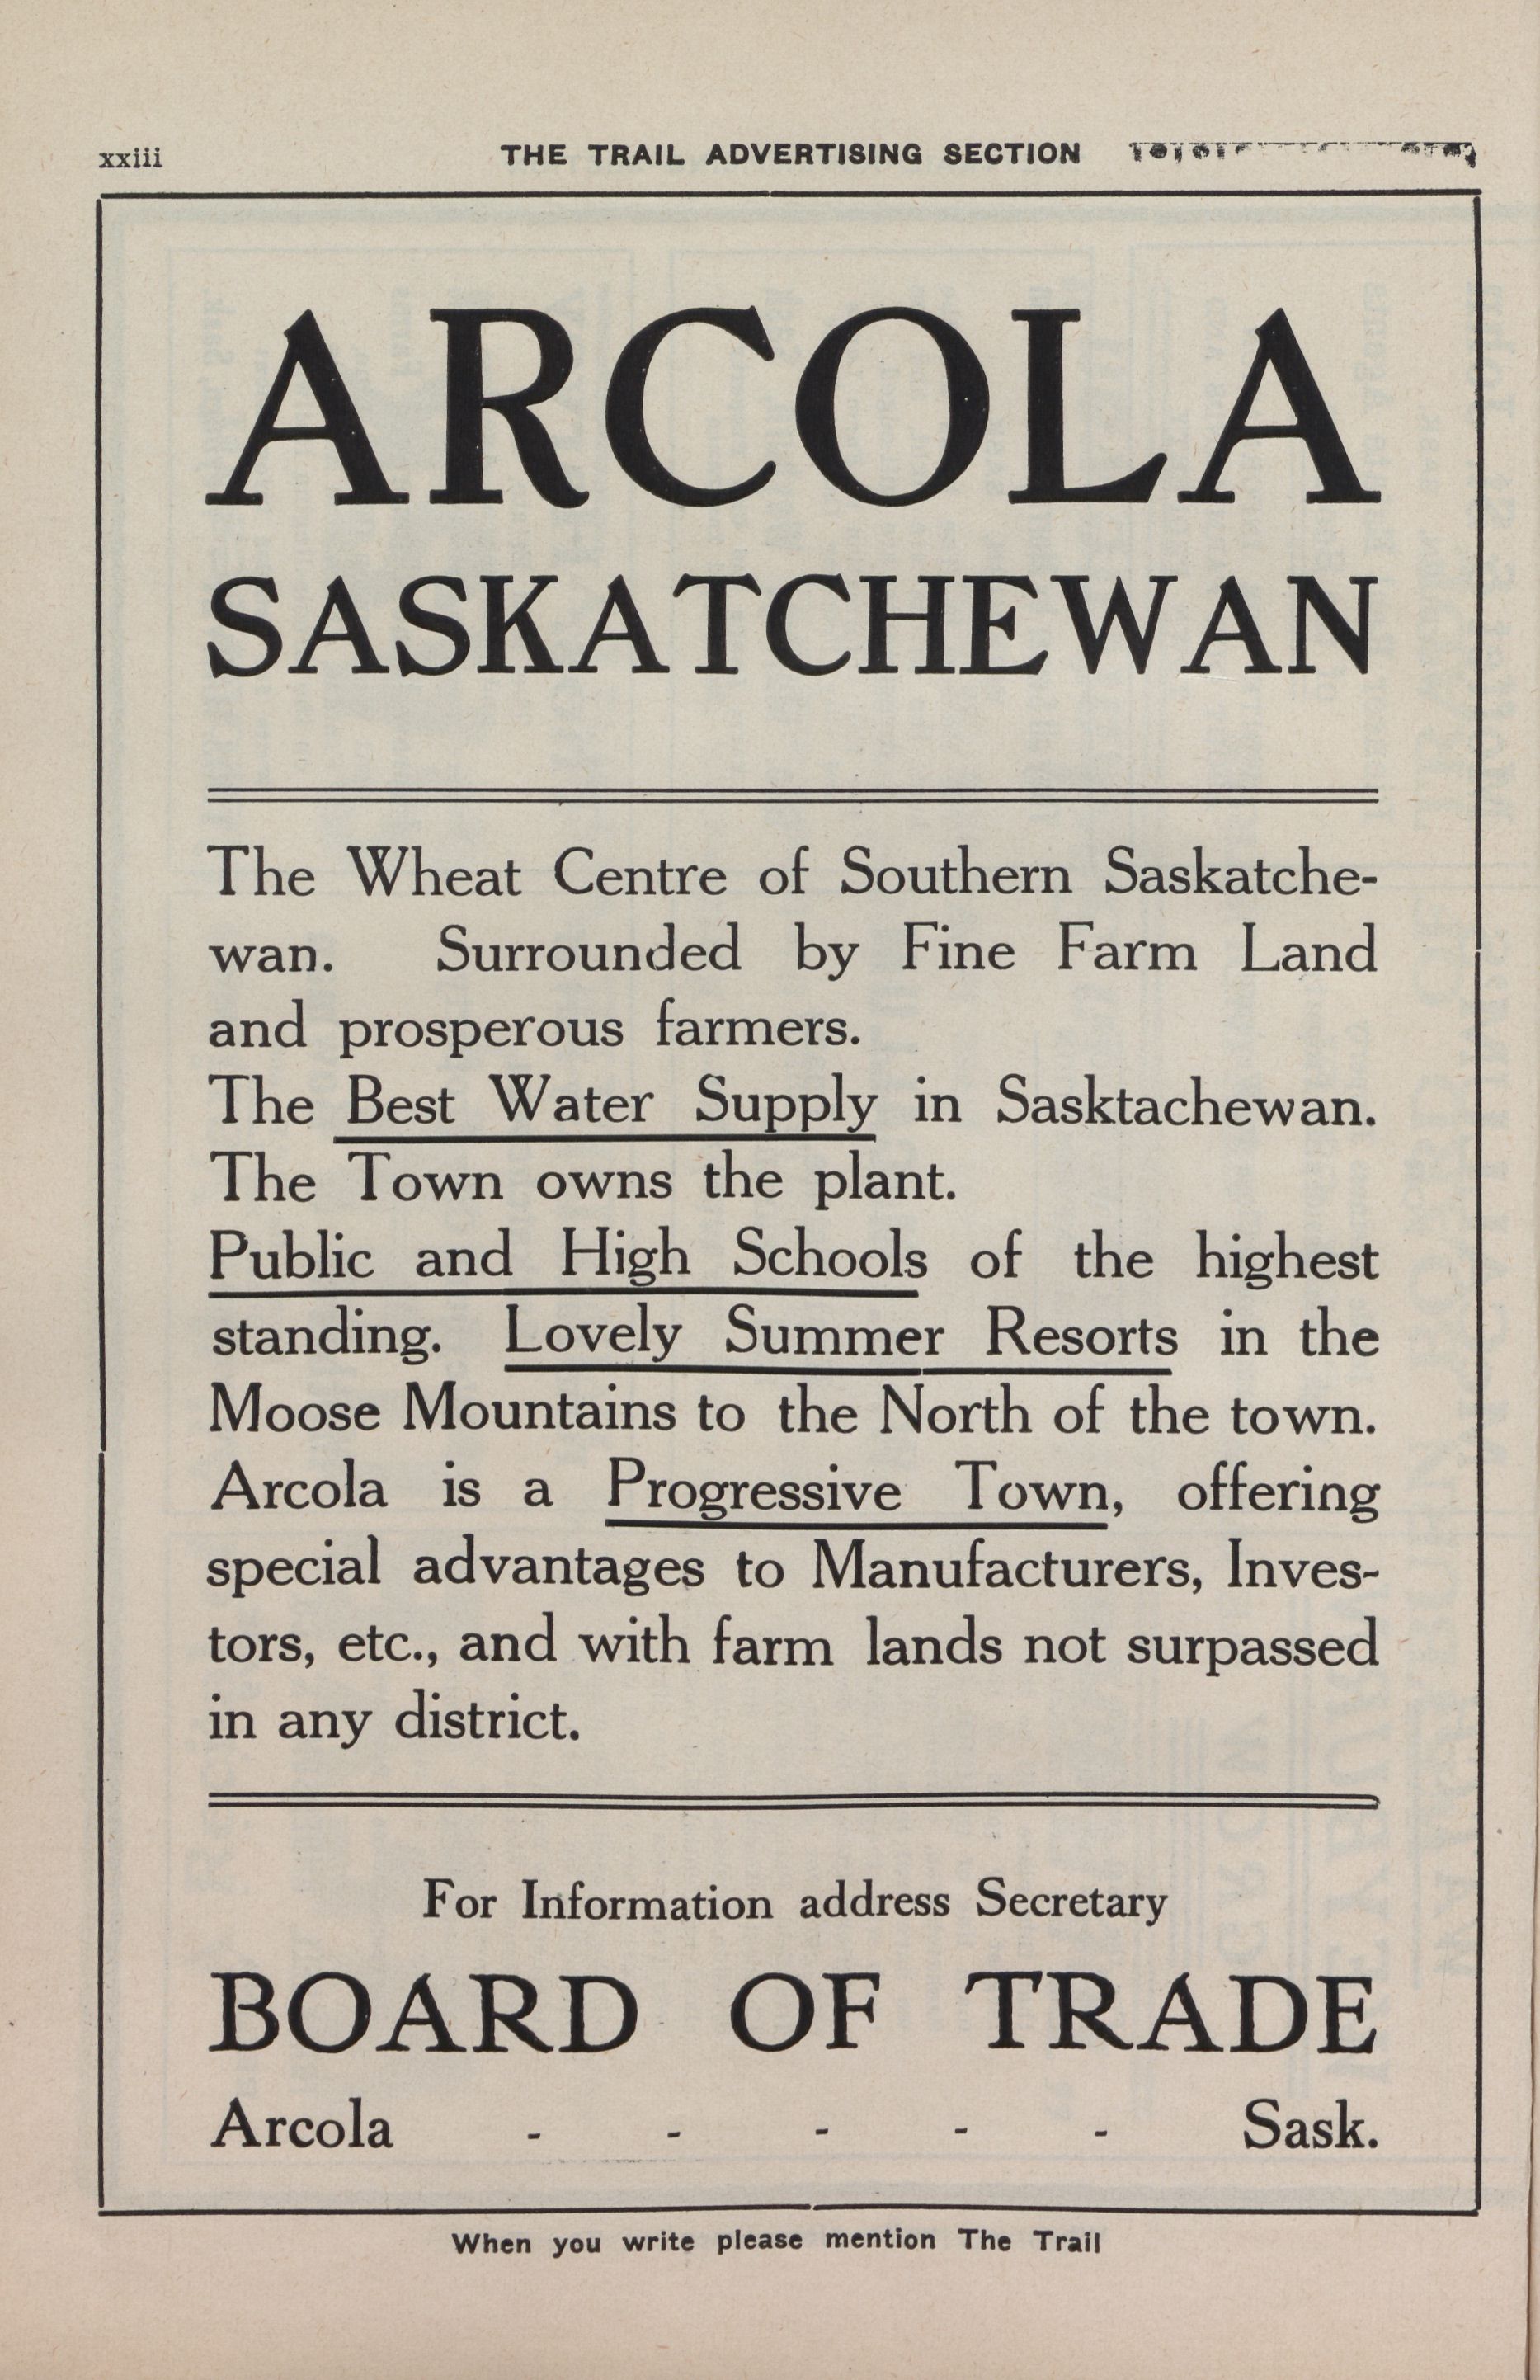 xxiii
THE TRAIL ADVERTISING SECTION
ARCOLA
SASKATCHEWAN
The Wheat Centre of Southern Saskatche-
wan. Surrounded by Fine Farm Land
and prosperous farmers.
The Best Water Supply in Sasktachewan.
The Town owns the plant.
Public and High Schools of the highest
standing. Lovely Summer Resorts in the
Moose Mountains to the North of the town.
Arcola is a Progressive Town, offering
special advantages to Manufacturers, Inves-
tors, etc., and with farm lands not surpassed
in any district.
For Information address Secretary
BOARD OF TRADE
Arcola - - - - - Sask.
When you write please mention The Trail